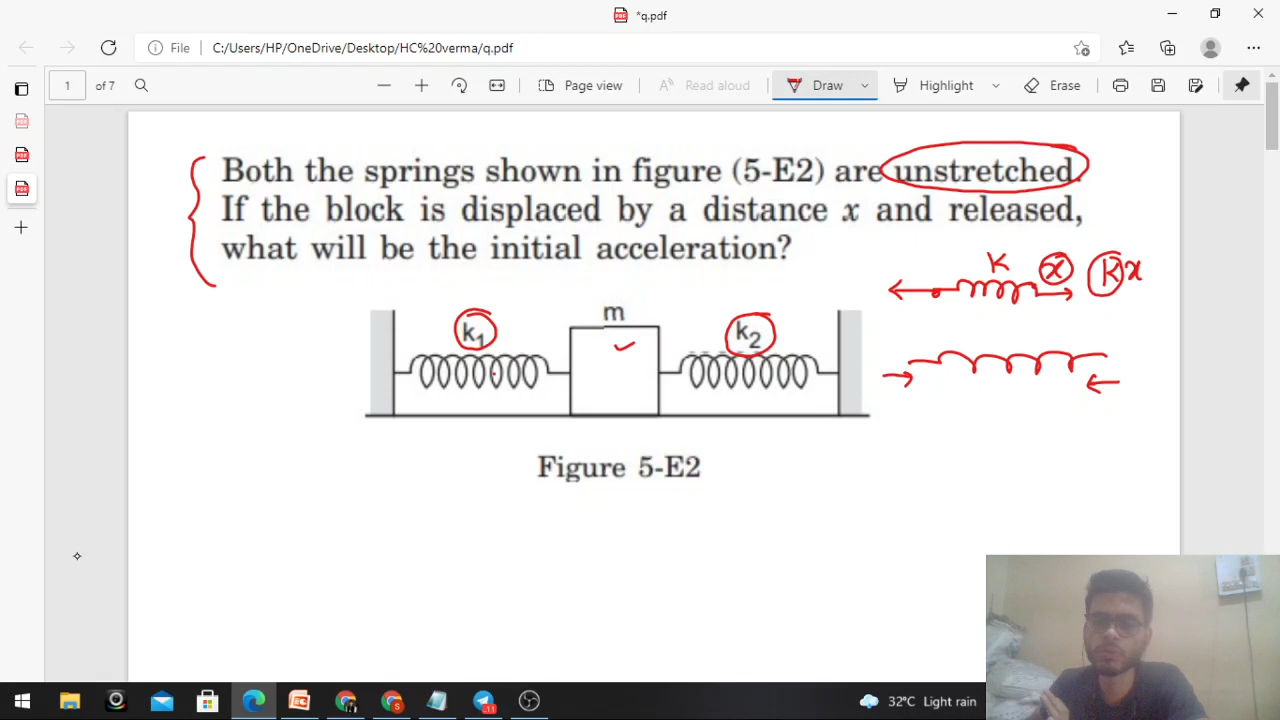 *q.pdf
File C:/Users/HP/OneDrive/Desktop/HC%20verma/q.pdf
1 of 7 Page view Read aloud Draw Highlight Erase
Both the springs shown in figure (5-E2) are unstretched.
If the block is displaced by a distance x and released,
what will be the initial acceleration?
K x Kx
m
k1 k2
Figure 5-E2
32°C Light rain